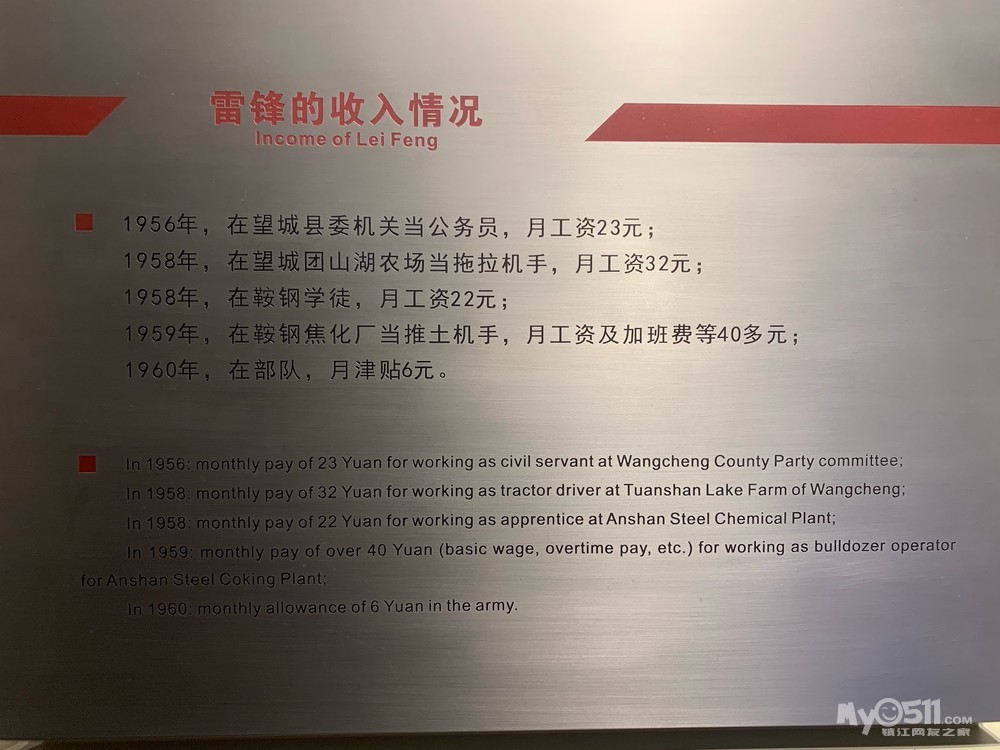 雷锋的收入情况
Income of Lei Feng
1956年，在望城县委机关当公务员，月工资23元；
1958年，在望城团山湖农场当拖拉机手，月工资32元；
1958年，在鞍钢学徒，月工资22元；
1959年，在鞍钢焦化厂当推土机手，月工资及加班费等40多元；
1960年，在部队，月津贴6元。
In 1956: monthly pay of 23 Yuan for working as civil servant at Wangcheng County Party committee;
In 1958: monthly pay of 32 Yuan for working as tractor driver at Tuanshan Lake Farm of Wangcheng;
In 1958: monthly pay of 22 Yuan for working as apprentice at Anshan Steel Chemical Plant;
In 1959: monthly pay of over 40 Yuan (basic wage, overtime pay, etc.) for working as bulldozer operator
for Anshan Steel Coking Plant;
In 1960: monthly allowance of 6 Yuan in the army.
My0511.COM
镇江网友之家